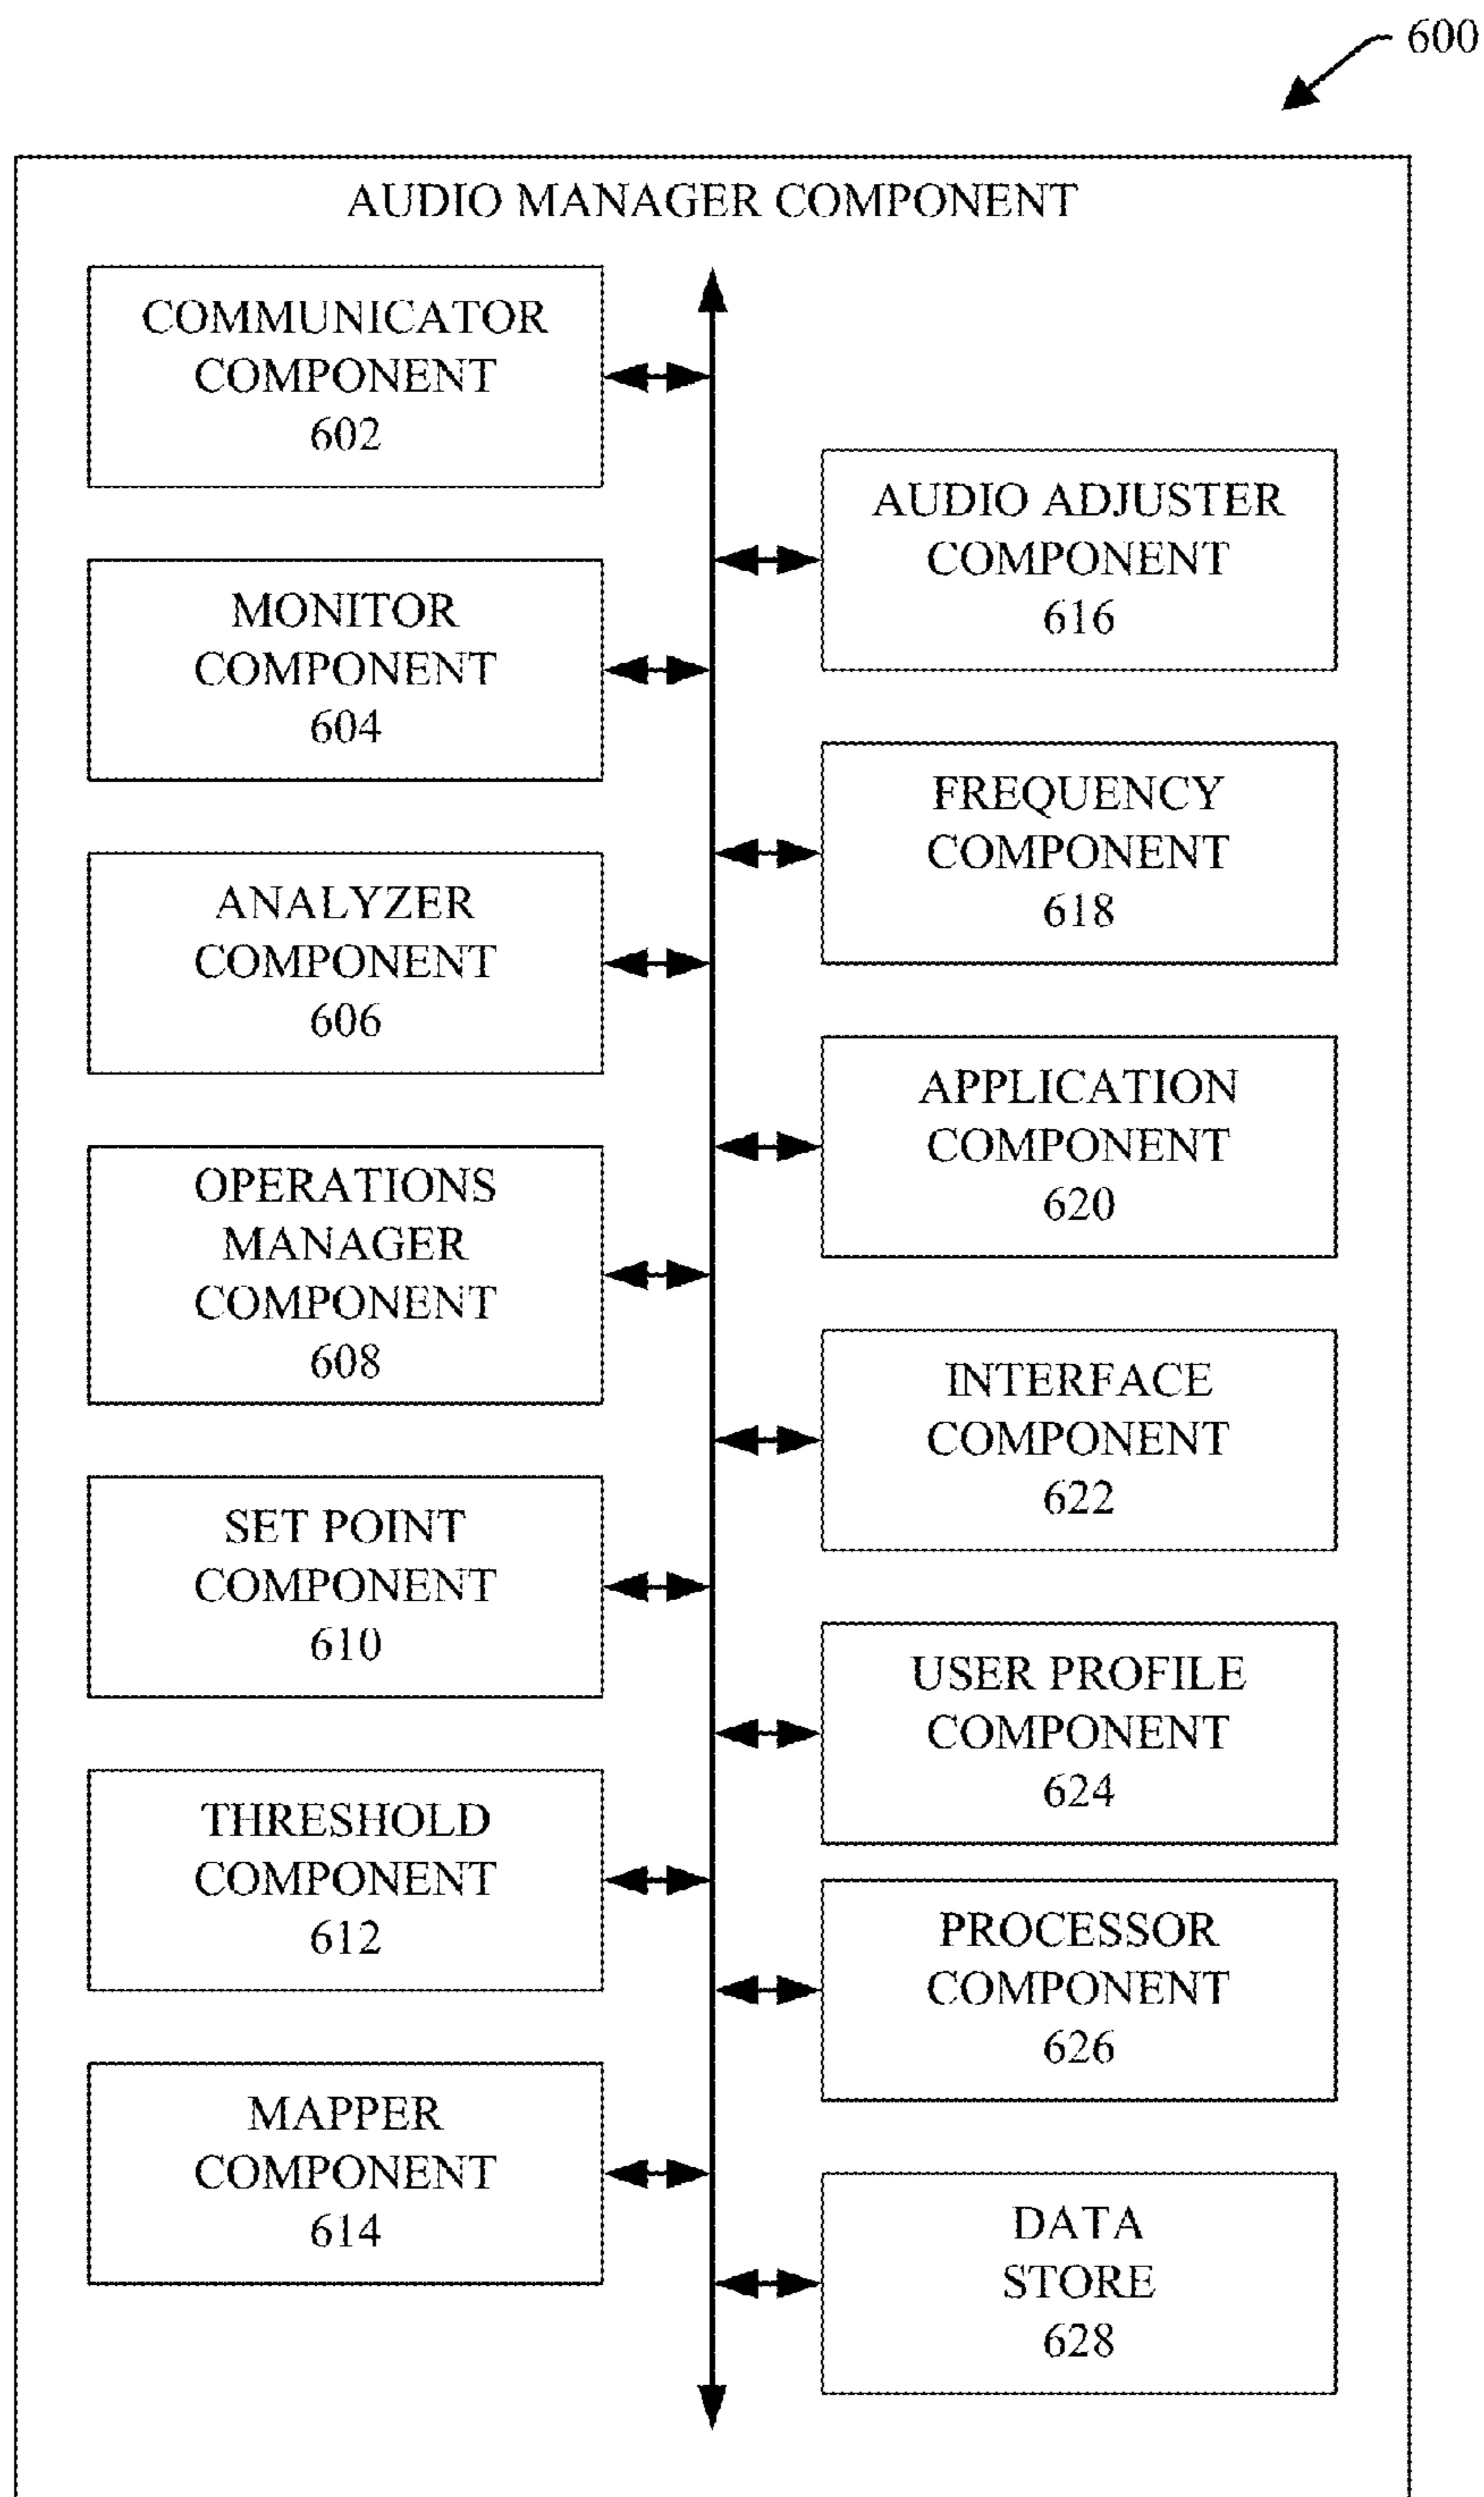 600
AUDIO MANAGER COMPONENT
COMMUNICATOR
COMPONENT
602
MONITOR
COMPONENT
604
ANALYZER
COMPONENT
606
OPERATIONS
MANAGER
COMPONENT
608
SET POINT
COMPONENT
610
THRESHOLD
COMPONENT
612
MAPPER
COMPONENT
614
AUDIO ADJUSTER
COMPONENT
616
FREQUENCY
COMPONENT
618
APPLICATION
COMPONENT
620
INTERFACE
COMPONENT
622
USER PROFILE
COMPONENT
624
PROCESSOR
COMPONENT
626
DATA
STORE
628